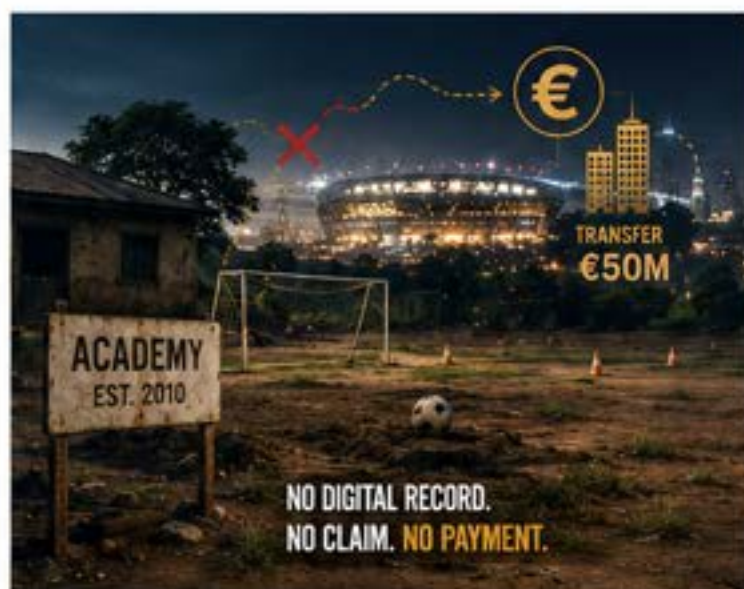 €
TRANSFER
€50M
ACADEMY
EST. 2010
NO DIGITAL RECORD.
NO CLAIM. NO PAYMENT.